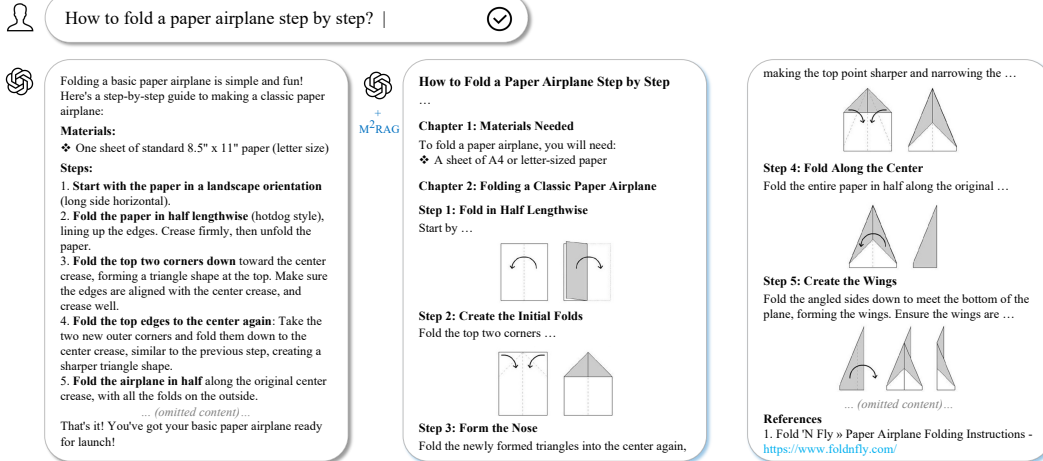 How to fold a paper airplane step by step? |
Folding a basic paper airplane is simple and fun!
Here's a step-by-step guide to making a classic paper
airplane:
Materials:
❖ One sheet of standard 8.5" x 11" paper (letter size)
Steps:
1. Start with the paper in a landscape orientation
(long side horizontal).
2. Fold the paper in half lengthwise (hotdog style),
lining up the edges. Crease firmly, then unfold the
paper.
3. Fold the top two corners down toward the center
crease, forming a triangle shape at the top. Make sure
the edges are aligned with the center crease, and
crease well.
4. Fold the top edges to the center again: Take the
two new outer corners and fold them down to the
center crease, similar to the previous step, creating a
sharper triangle shape.
5. Fold the airplane in half along the original center
crease, with all the folds on the outside.
... (omitted content)...
That's it! You've got your basic paper airplane ready
for launch!
+
M²RAG
How to Fold a Paper Airplane Step by Step
…
Chapter 1: Materials Needed
To fold a paper airplane, you will need:
❖ A sheet of A4 or letter-sized paper
Chapter 2: Folding a Classic Paper Airplane
Step 1: Fold in Half Lengthwise
Start by …
Step 2: Create the Initial Folds
Fold the top two corners …
Step 3: Form the Nose
Fold the newly formed triangles into the center again,
making the top point sharper and narrowing the …
Step 4: Fold Along the Center
Fold the entire paper in half along the original …
Step 5: Create the Wings
Fold the angled sides down to meet the bottom of the
plane, forming the wings. Ensure the wings are …
... (omitted content)...
References
1. Fold 'N Fly » Paper Airplane Folding Instructions -
https://www.foldnfly.com/